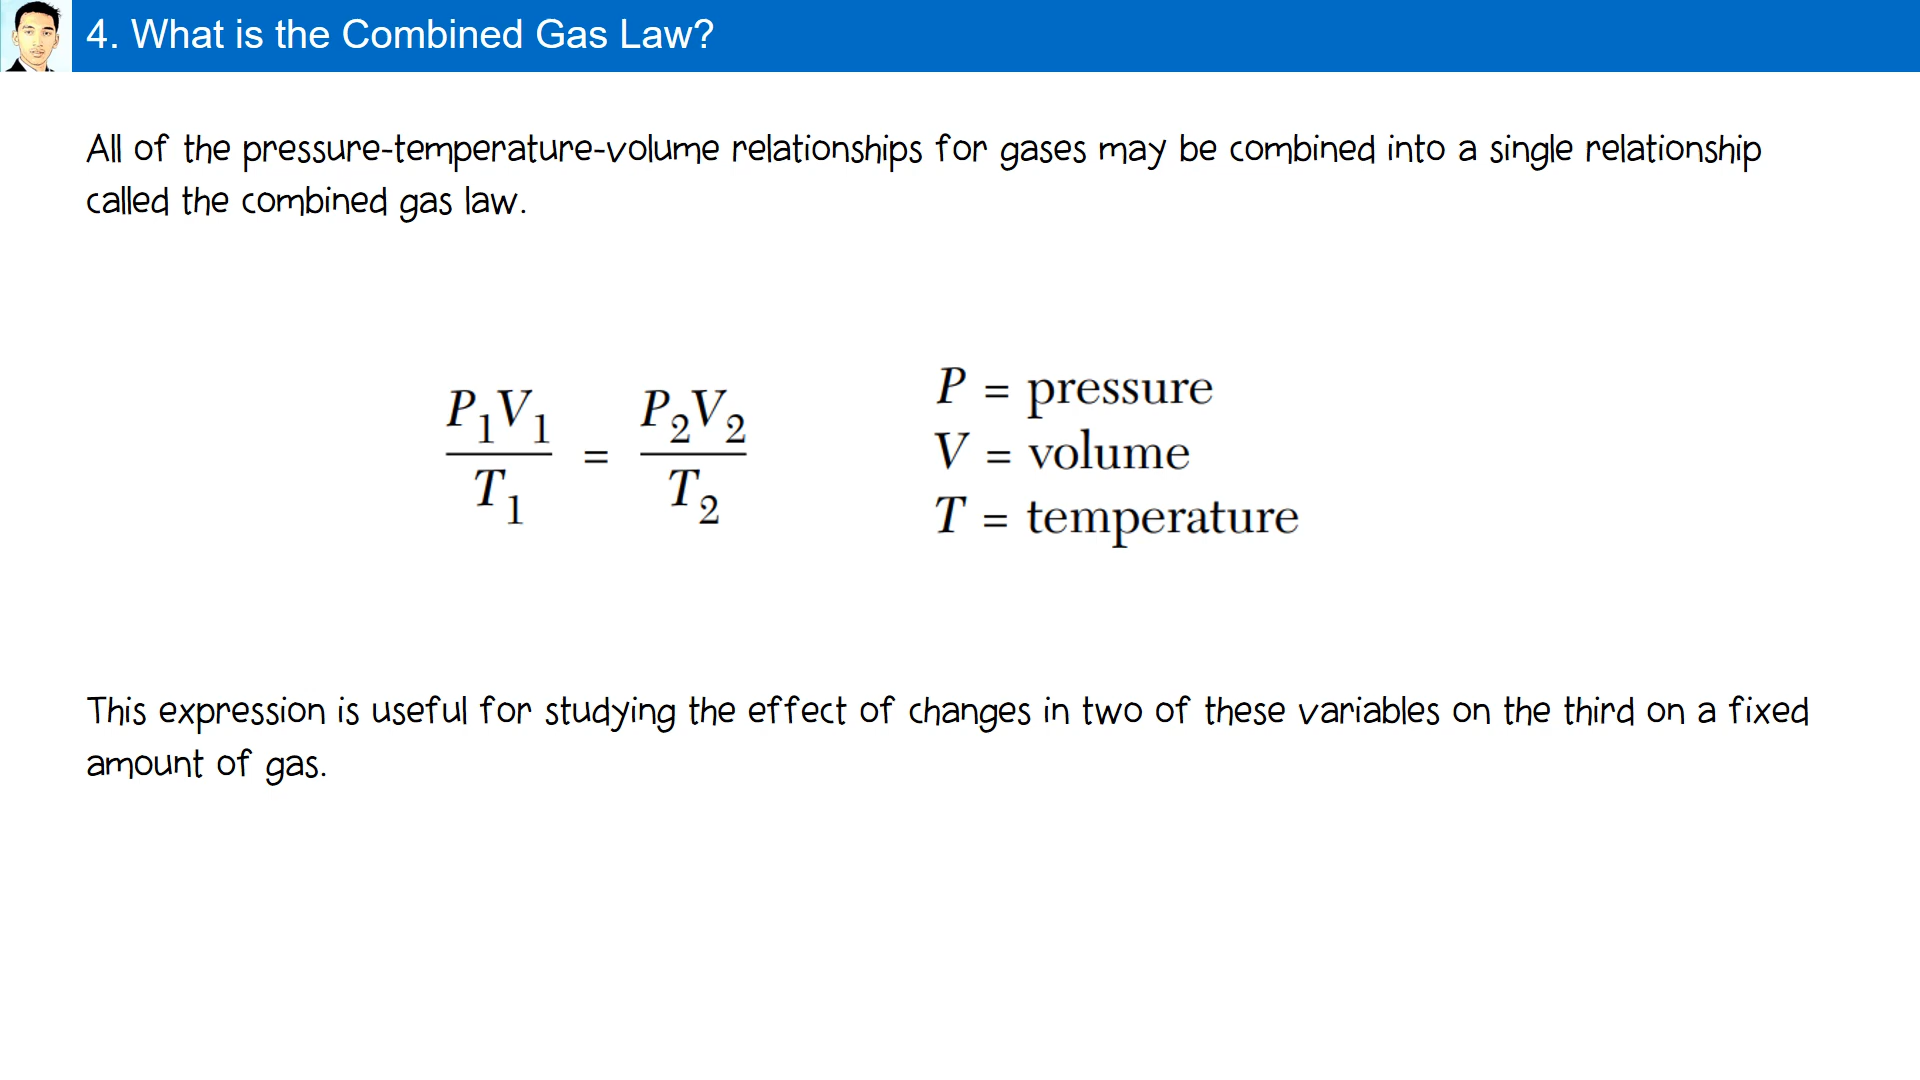 4. What is the Combined Gas Law?
All of the pressure-temperature-volume relationships for gases may be combined into a single relationship
called the combined gas law.
P₁V₁ / T₁ = P₂V₂ / T₂
P = pressure
V = volume
T = temperature
This expression is useful for studying the effect of changes in two of these variables on the third on a fixed
amount of gas.